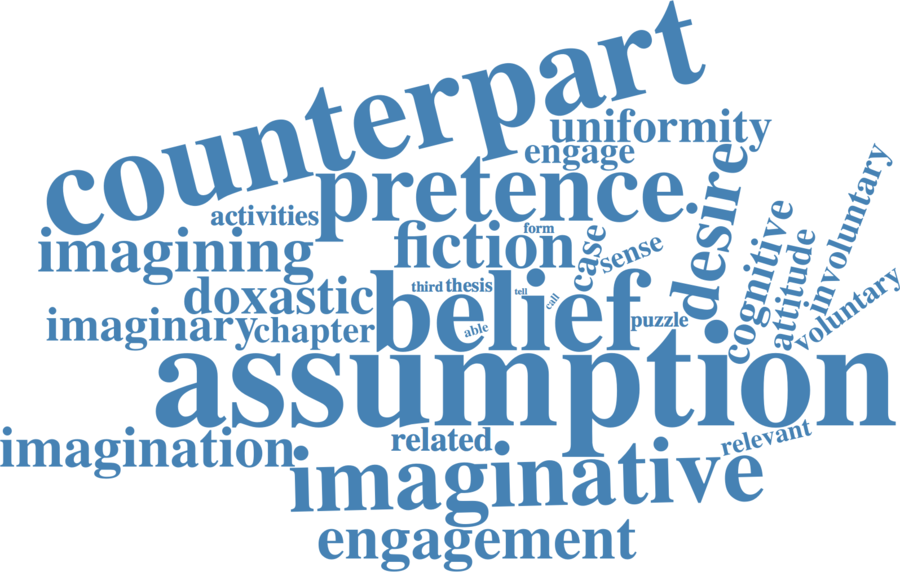 counterpart
uniformity
engage
pretence
desire
activities
imagining
fiction
form
case
sense
cognitive
attitude
involuntary
voluntary
doxastic
belief
third
thesis
tell
call
able
puzzle
imaginary
chapter
assumption
imagination
related
relevant
imaginative
engagement